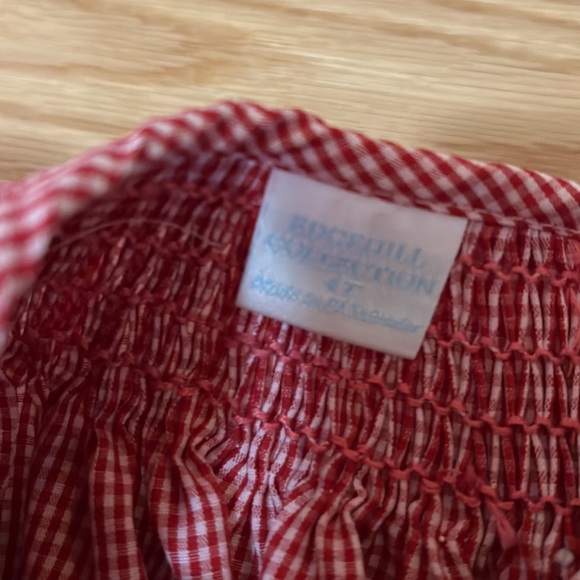 EDGEHILL
COLLECTION
4T
Made in El Salvador